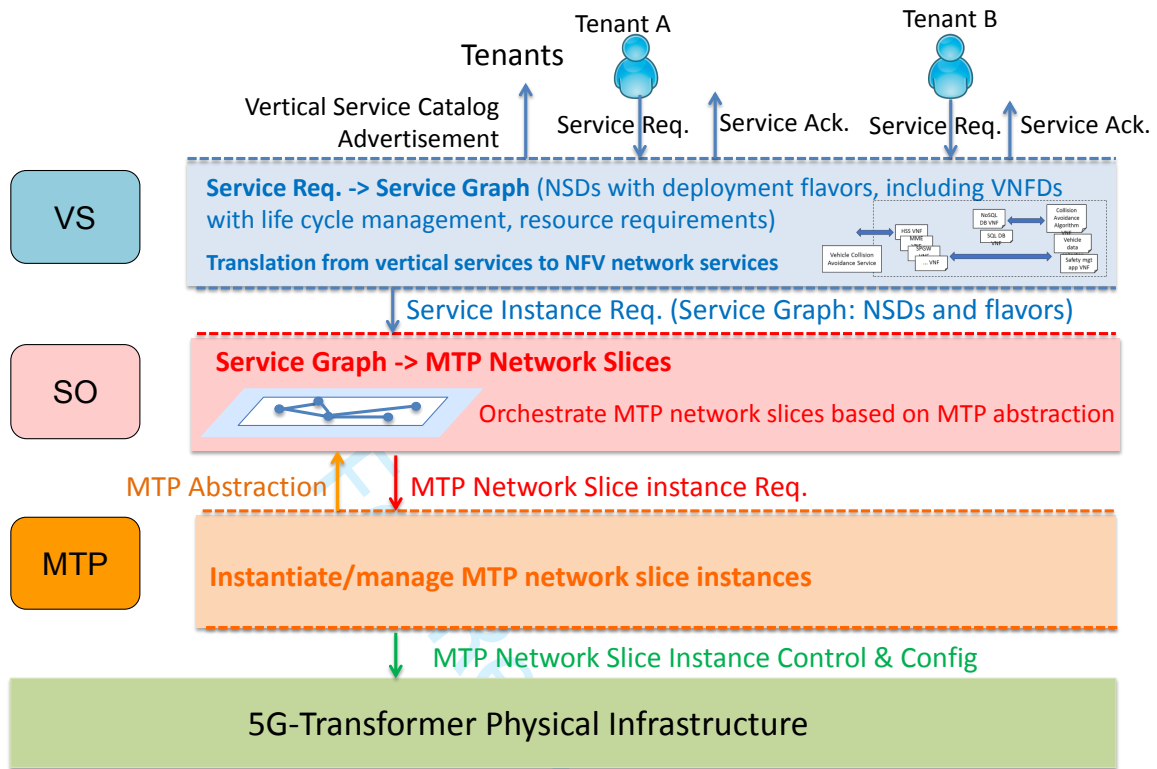 Tenant A
Tenant B
Tenants
Vertical Service Catalog
Advertisement
Service Req.
Service Ack.
Service Req.
Service Ack.
VS
Service Req. -> Service Graph (NSDs with deployment flavors, including VNFDs
with life cycle management, resource requirements)
Translation from vertical services to NFV network services
Vehicle Collision
Avoidance Service
HSS VNF
MME
VNF
SPGW
VNF
... VNF
NoSQL
DB VNF
SQL DB
VNF
Collision
Avoidance
Algorithm
VNF
Vehicle
data
Safety mgt
app VNF
Service Instance Req. (Service Graph: NSDs and flavors)
SO
Service Graph -> MTP Network Slices
Orchestrate MTP network slices based on MTP abstraction
MTP Abstraction
MTP Network Slice instance Req.
MTP
Instantiate/manage MTP network slice instances
MTP Network Slice Instance Control & Config
5G-Transformer Physical Infrastructure